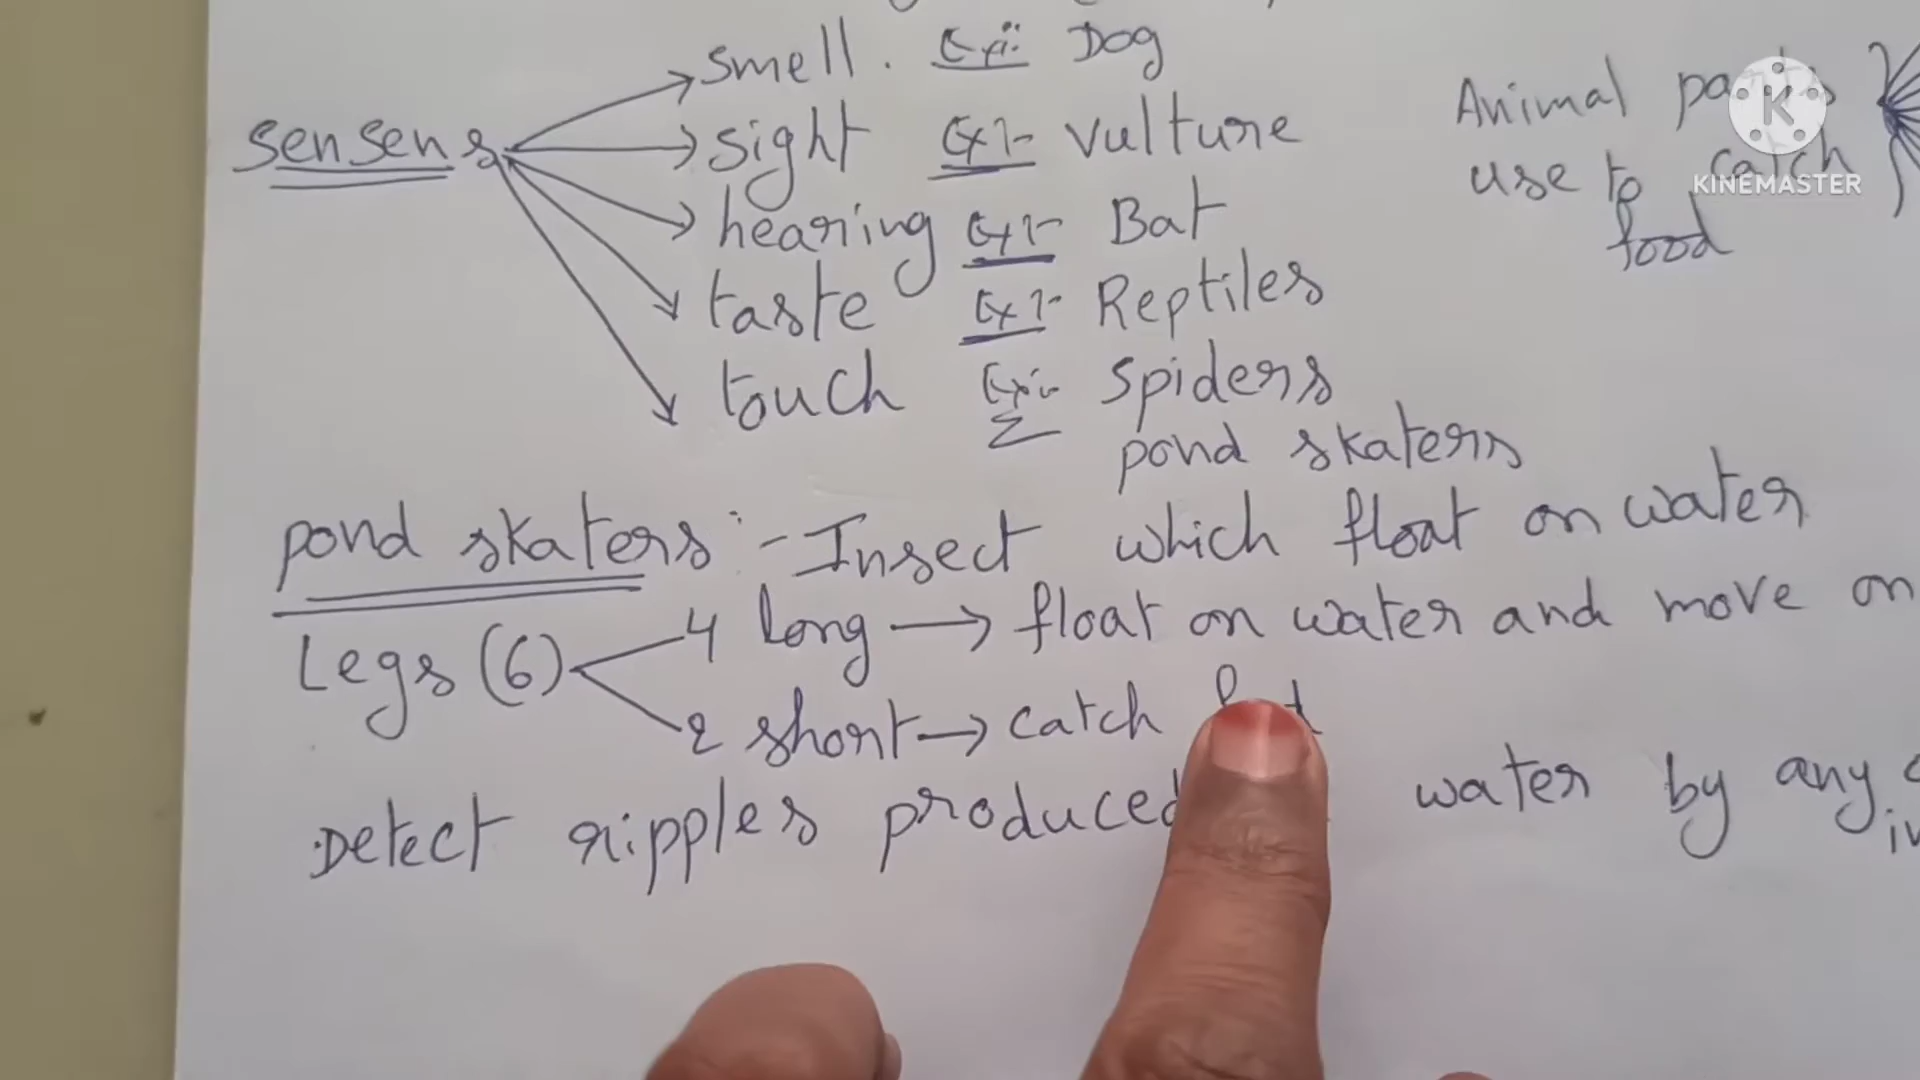 smell. Ex:- Dog
sensens sight Ex:- vulture
hearing Ex:- Bat
taste Ex:- Reptiles
touch Ex:- spiders
pond skaters
Animal parts
use to catch
food
KINEMASTER
pond skaters:- Insect which float on water
Legs (6) 4 long → float on water and move on
2 short → catch
Detect ripples produced water by any